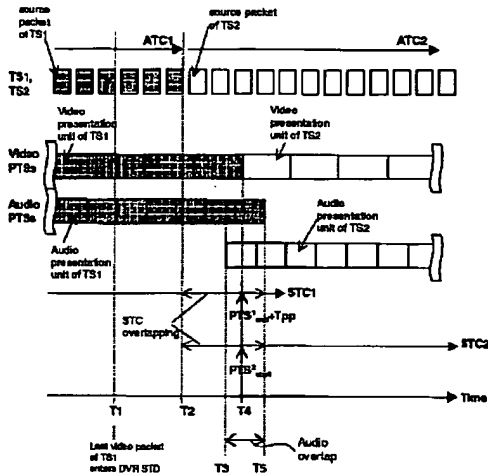 source
packet
of TS1
source
packet of
TS2
ATC1
ATC2
TS1,
TS2
Video
presentation
unit of TS1
Video
presentation
unit of TS2
Video
PTSs
Audio
PTSs
Audio
presentation
unit of TS1
Audio
presentation
unit of TS2
STC1
STC
overlapping
+Tpp
STC2
Time
T1
T2
T4
Last video packet
of TS1
enters DVR STD
T3
T5
Audio
overlap